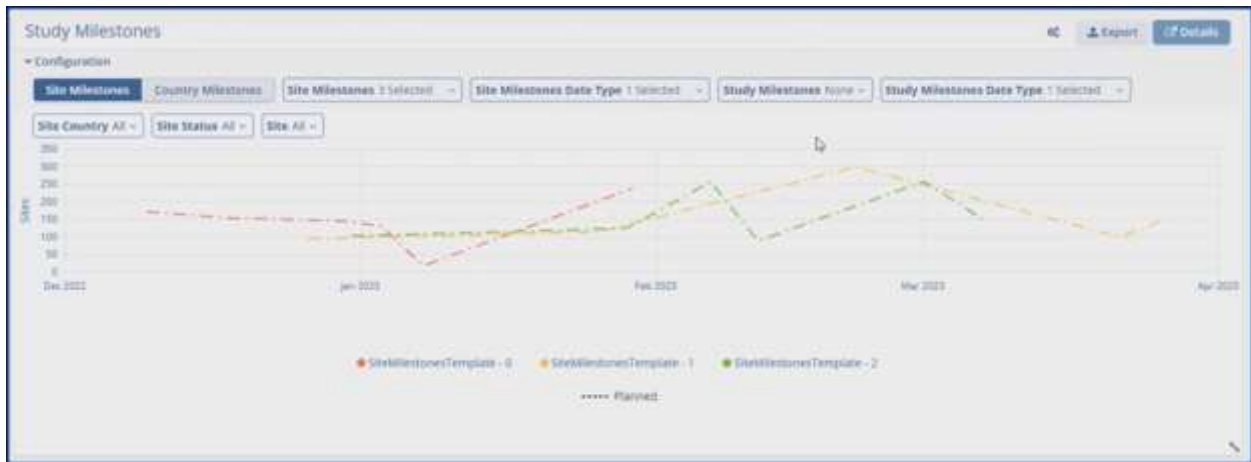 Study Milestones
Export
Details
Configuration
Site Milestones Country Milestones Site Milestones 3 Selected Site Milestones Date Type 1 Selected Study Milestones None Study Milestones Date Type 1 Selected
Site Country All Site Status All Site All
350
300
250
200
150
100
50
0
Sites
Dec 2022 Jan 2023 Feb 2023 Mar 2023 Apr 2023
SiteMilestonesTemplate - 0 SiteMilestonesTemplate - 1 SiteMilestonesTemplate - 2
Planned